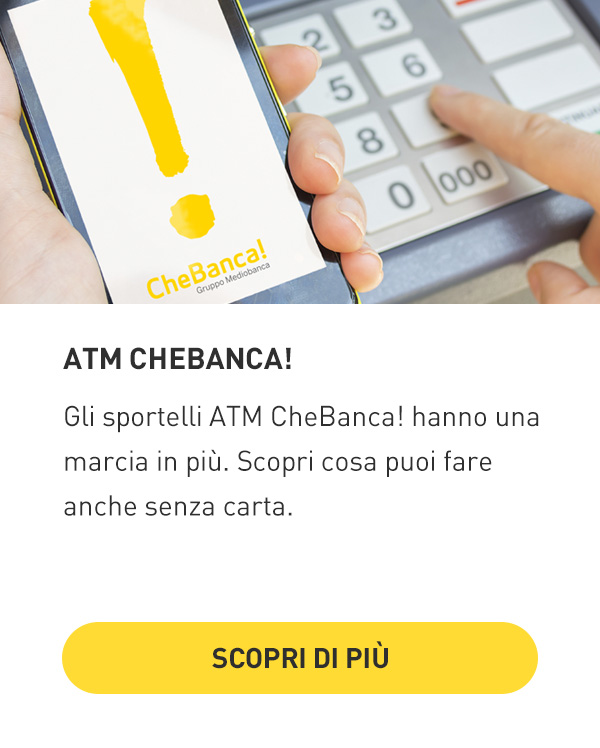 2
3
5
6
8
0
000
CheBanca!
Gruppo Mediobanca
ATM CHEBANCA!
Gli sportelli ATM CheBanca! hanno una
marcia in più. Scopri cosa puoi fare
anche senza carta.
SCOPRI DI PIÙ